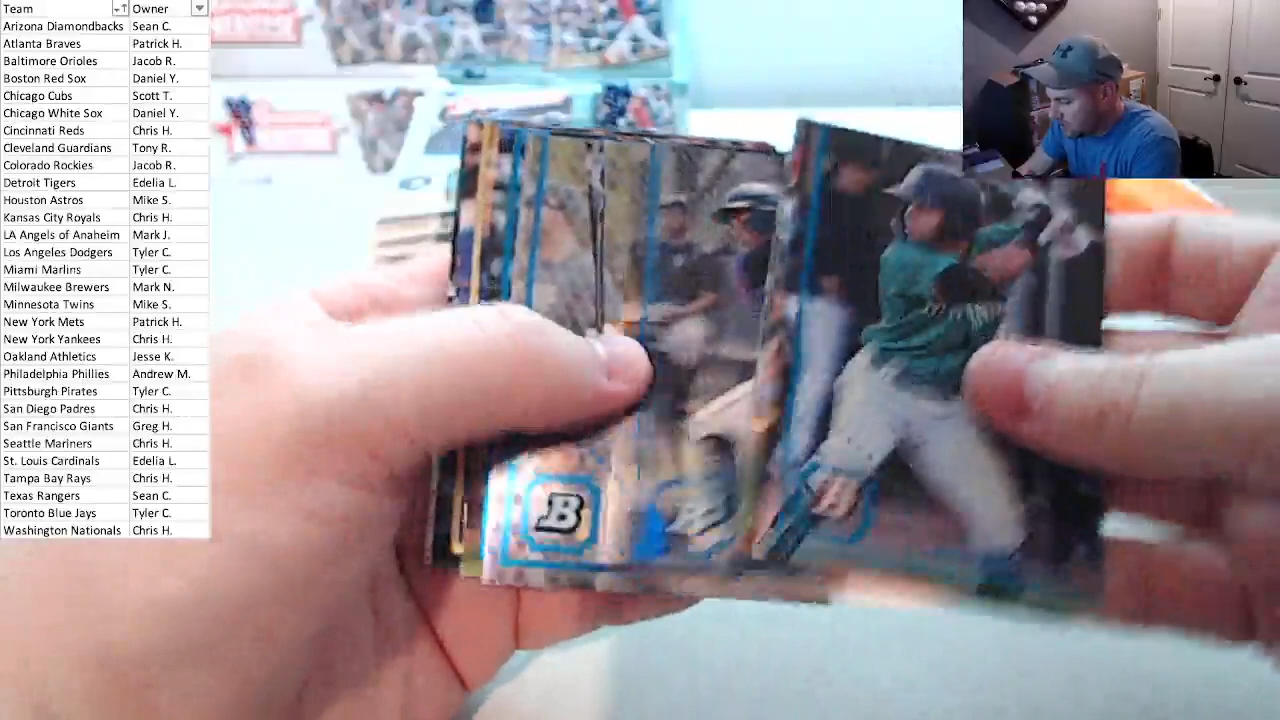 Team Owner
Arizona Diamondbacks Sean C.
Atlanta Braves Patrick H.
Baltimore Orioles Jacob R.
Boston Red Sox Daniel Y.
Chicago Cubs Scott T.
Chicago White Sox Daniel Y.
Cincinnati Reds Chris H.
Cleveland Guardians Tony R.
Colorado Rockies Jacob R.
Detroit Tigers Edelia L.
Houston Astros Mike S.
Kansas City Royals Chris H.
LA Angels of Anaheim Mark J.
Los Angeles Dodgers Tyler C.
Miami Marlins Tyler C.
Milwaukee Brewers Mark N.
Minnesota Twins Mike S.
New York Mets Patrick H.
New York Yankees Chris H.
Oakland Athletics Jesse K.
Philadelphia Phillies Andrew M.
Pittsburgh Pirates Tyler C.
San Diego Padres Chris H.
San Francisco Giants Greg H.
Seattle Mariners Chris H.
St. Louis Cardinals Edelia L.
Tampa Bay Rays Chris H.
Texas Rangers Sean C.
Toronto Blue Jays Tyler C.
Washington Nationals Chris H.
B
B